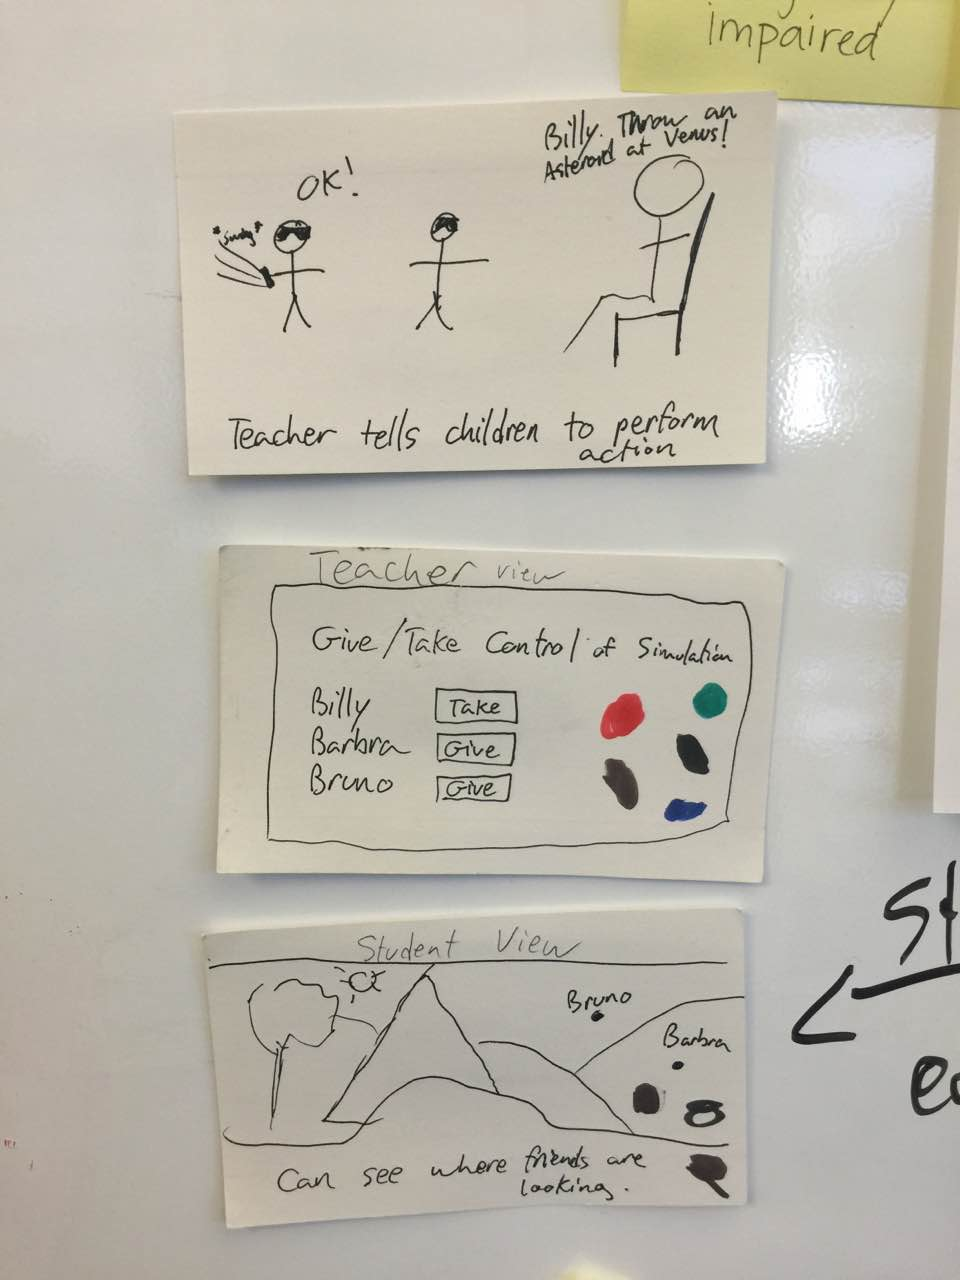 impaired
Billy. Throw an
Asteroid at Venus!
OK!
Teacher tells children to perform
action
Teacher view
Give/Take Control of Simulation
Billy Take
Barbra Give
Bruno Give
Student View
Bruno
Barbra
Can see where friends are
looking.